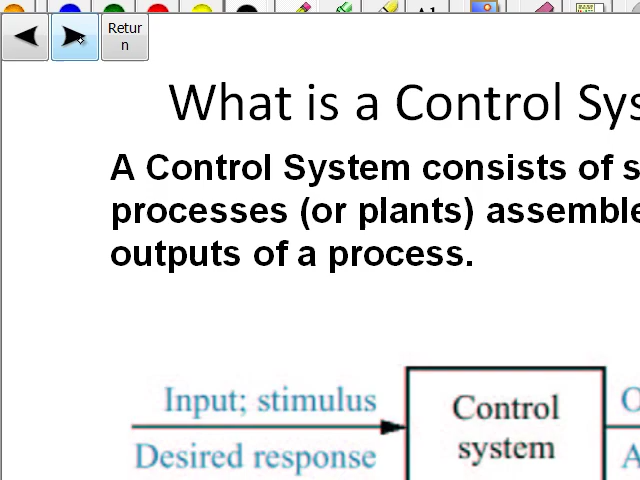 Retur
n
What is a Control Sys
A Control System consists of s
processes (or plants) assemble
outputs of a process.
Input; stimulus
Control
Desired response
system